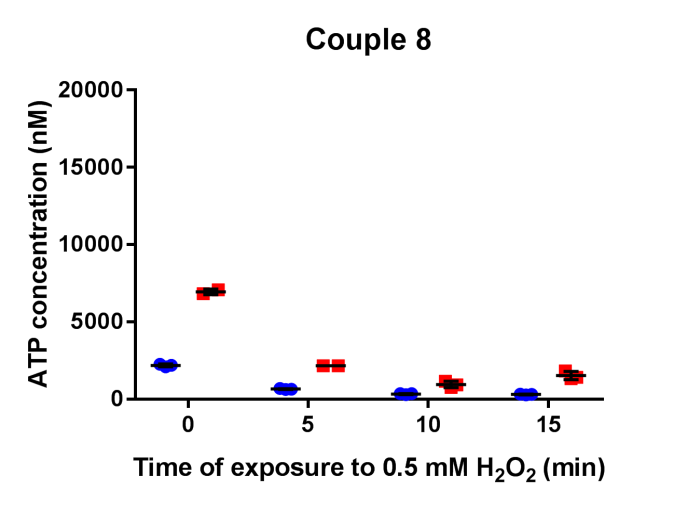 Couple 8
ATP concentration (nM)
20000
15000
10000
5000
0
0 5 10 15
Time of exposure to 0.5 mM H₂O₂ (min)